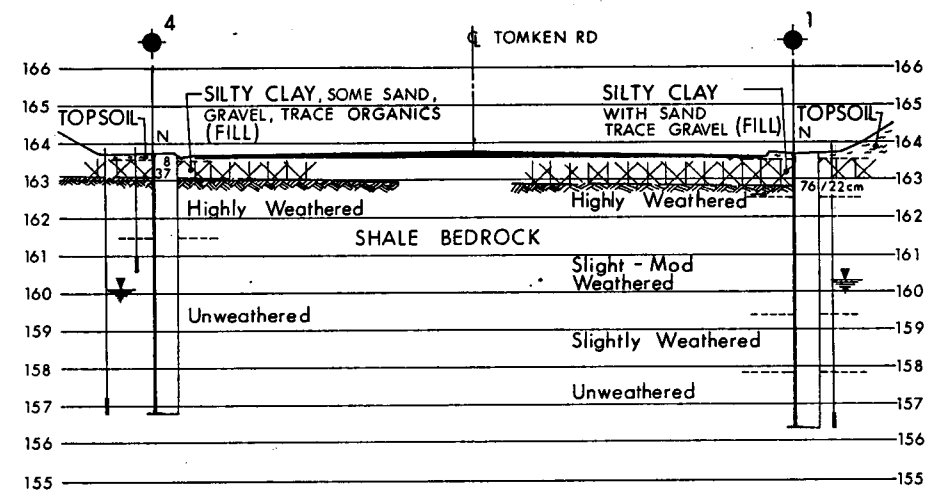 4
℄ TOMKEN RD
1
166
166
165
SILTY CLAY, SOME SAND,
GRAVEL, TRACE ORGANICS
(FILL)
SILTY CLAY
WITH SAND
TRACE GRAVEL (FILL)
165
TOPSOIL
N
TOPSOIL
N
164
164
8
37
163
76/22cm
163
Highly Weathered
Highly Weathered
162
162
SHALE BEDROCK
161
161
Slight - Mod
Weathered
160
160
Unweathered
159
159
Slightly Weathered
158
158
Unweathered
157
157
156
156
155
155